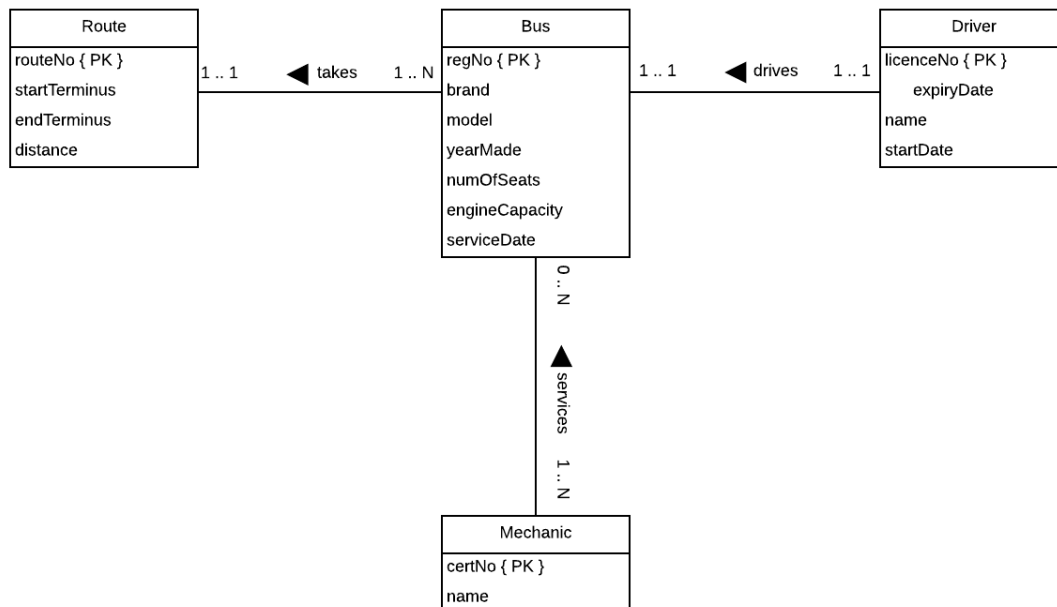 Route
routeNo { PK }
startTerminus
endTerminus
distance
1 .. 1
takes
1 .. N
Bus
regNo { PK }
brand
model
yearMade
numOfSeats
engineCapacity
serviceDate
1 .. 1
drives
1 .. 1
Driver
licenceNo { PK }
expiryDate
name
startDate
0 .. N
services
1 .. N
Mechanic
certNo { PK }
name